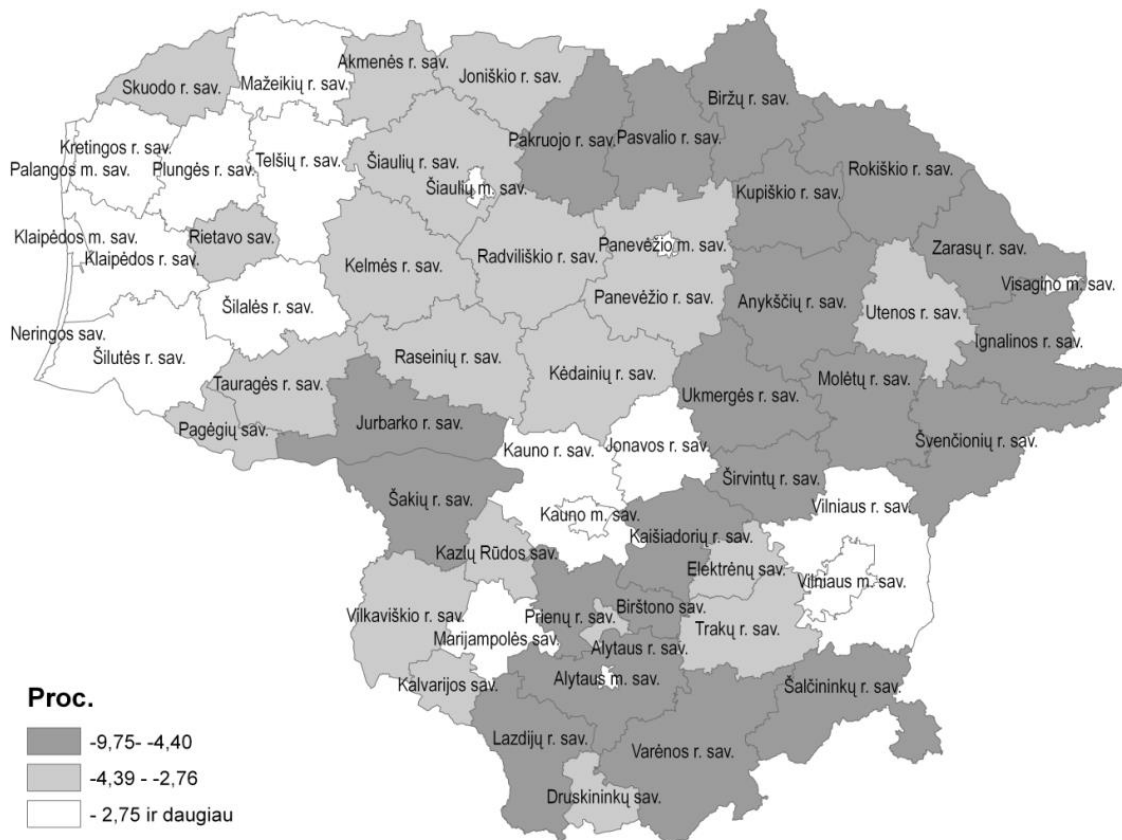 Akmenės r. sav.
Joniškio r. sav.
Mažeikių r. sav.
Skuodo r. sav.
Biržų r. sav.
Pakruojo r. sav.
Pasvalio r. sav.
Kretingos r. sav.
Palangos m. sav.
Plungės r. sav.
Telšių r. sav.
Šiaulių r. sav.
Šiaulių m. sav.
Rokiškio r. sav.
Kupiškio r. sav.
Klaipėdos m. sav.
Klaipėdos r. sav.
Rietavo sav.
Kelmės r. sav.
Radviliškio r. sav.
Panevėžio m. sav.
Panevėžio r. sav.
Zarasų r. sav.
Visagino m. sav.
Anykščių r. sav.
Utenos r. sav.
Šilalės r. sav.
Neringos sav.
Šilutės r. sav.
Ignalinos r. sav.
Raseinių r. sav.
Kėdainių r. sav.
Tauragės r. sav.
Ukmergės r. sav.
Molėtų r. sav.
Pagėgių sav.
Jurbarko r. sav.
Kauno r. sav.
Jonavos r. sav.
Švenčionių r. sav.
Širvintų r. sav.
Šakių r. sav.
Vilniaus r. sav.
Kauno m. sav.
Kaišiadorių r. sav.
Kazlų Rūdos sav.
Elektrėnų sav.
Vilniaus m. sav.
Vilkaviškio r. sav.
Prienų r. sav.
Birštono sav.
Trakų r. sav.
Marijampolės sav.
Alytaus r. sav.
Alytaus m. sav.
Kalvarijos sav.
Šalčininkų r. sav.
Lazdijų r. sav.
Varėnos r. sav.
Druskininkų sav.
Proc.
-9,75- -4,40
-4,39 - -2,76
- 2,75 ir daugiau